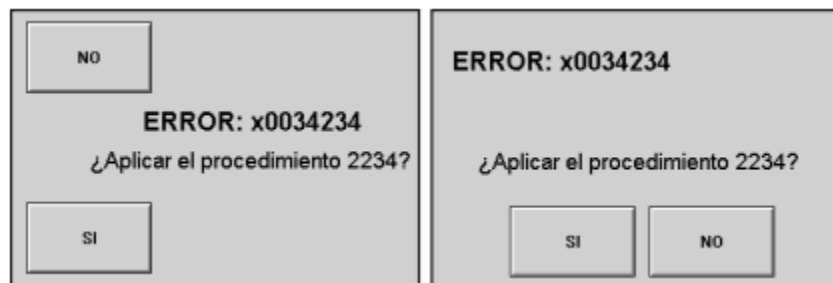 NO
ERROR: x0034234
¿Aplicar el procedimiento 2234?
SI
ERROR: x0034234
¿Aplicar el procedimiento 2234?
SI NO